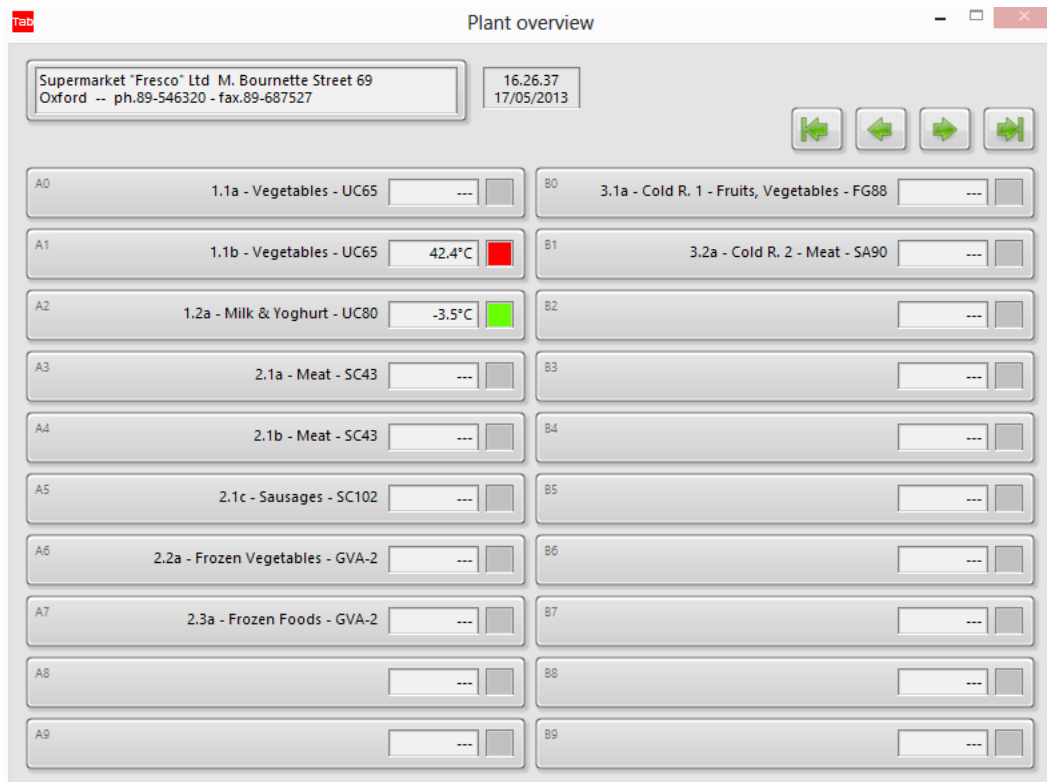 Tab
Plant overview
Supermarket "Fresco" Ltd M. Bournette Street 69
Oxford -- ph.89-546320 - fax.89-687527
16.26.37
17/05/2013
A0 1.1a - Vegetables - UC65 ---
A1 1.1b - Vegetables - UC65 42.4°C
A2 1.2a - Milk & Yoghurt - UC80 -3.5°C
A3 2.1a - Meat - SC43 ---
A4 2.1b - Meat - SC43 ---
A5 2.1c - Sausages - SC102 ---
A6 2.2a - Frozen Vegetables - GVA-2 ---
A7 2.3a - Frozen Foods - GVA-2 ---
A8 ---
A9 ---
B0 3.1a - Cold R. 1 - Fruits, Vegetables - FG88 ---
B1 3.2a - Cold R. 2 - Meat - SA90 ---
B2 ---
B3 ---
B4 ---
B5 ---
B6 ---
B7 ---
B8 ---
B9 ---